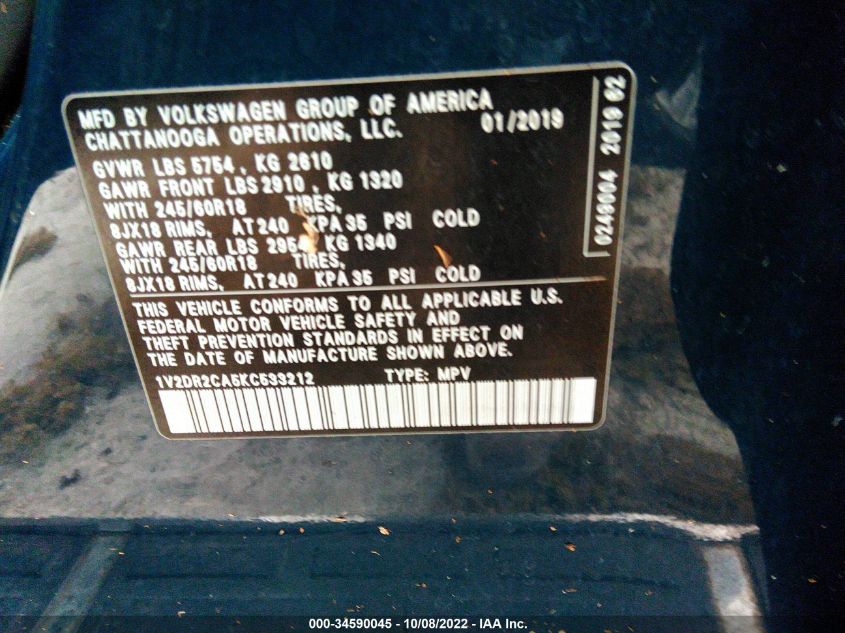 MFD BY VOLKSWAGEN GROUP OF AMERICA
CHATTANOOGA OPERATIONS, LLC. 01/2019
GVWR LBS 5754 , KG 2610
GAWR FRONT LBS 2910 , KG 1320
WITH 245/60R18 TIRES,
8JX18 RIMS, AT 240 KPA 35 PSI COLD
GAWR REAR LBS 2954 KG 1340
WITH 245/60R18 TIRES,
8JX18 RIMS, AT 240 KPA 35 PSI COLD
THIS VEHICLE CONFORMS TO ALL APPLICABLE U.S.
FEDERAL MOTOR VEHICLE SAFETY AND
THEFT PREVENTION STANDARDS IN EFFECT ON
THE DATE OF MANUFACTURE SHOWN ABOVE.
1V2DR2CA5KC533212 TYPE: MPV
0249004 2019 02
000-34590045 - 10/08/2022 - IAA Inc.